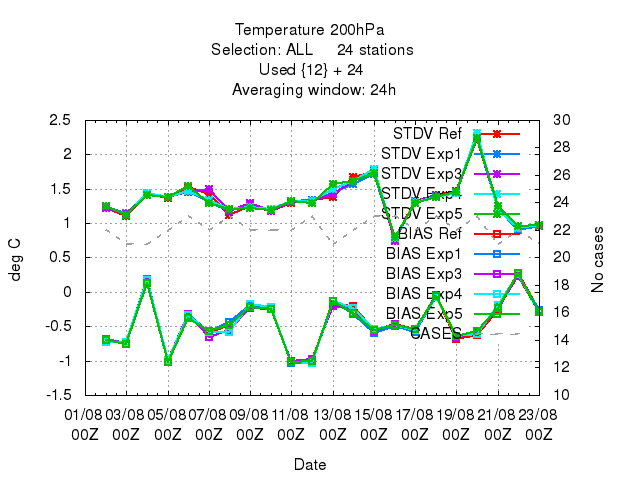 Temperature 200hPa
Selection: ALL 24 stations
Used {12} + 24
Averaging window: 24h
deg C
No cases
2.5
2
1.5
1
0.5
0
-0.5
-1
-1.5
30
28
26
24
22
20
18
16
14
12
10
STDV Ref
STDV Exp1
STDV Exp3
STDV Exp4
STDV Exp5
BIAS Ref
BIAS Exp1
BIAS Exp3
BIAS Exp4
BIAS Exp5
CASES
01/08 03/08 05/08 07/08 09/08 11/08 13/08 15/08 17/08 19/08 21/08 23/08
00Z 00Z 00Z 00Z 00Z 00Z 00Z 00Z 00Z 00Z 00Z 00Z
Date